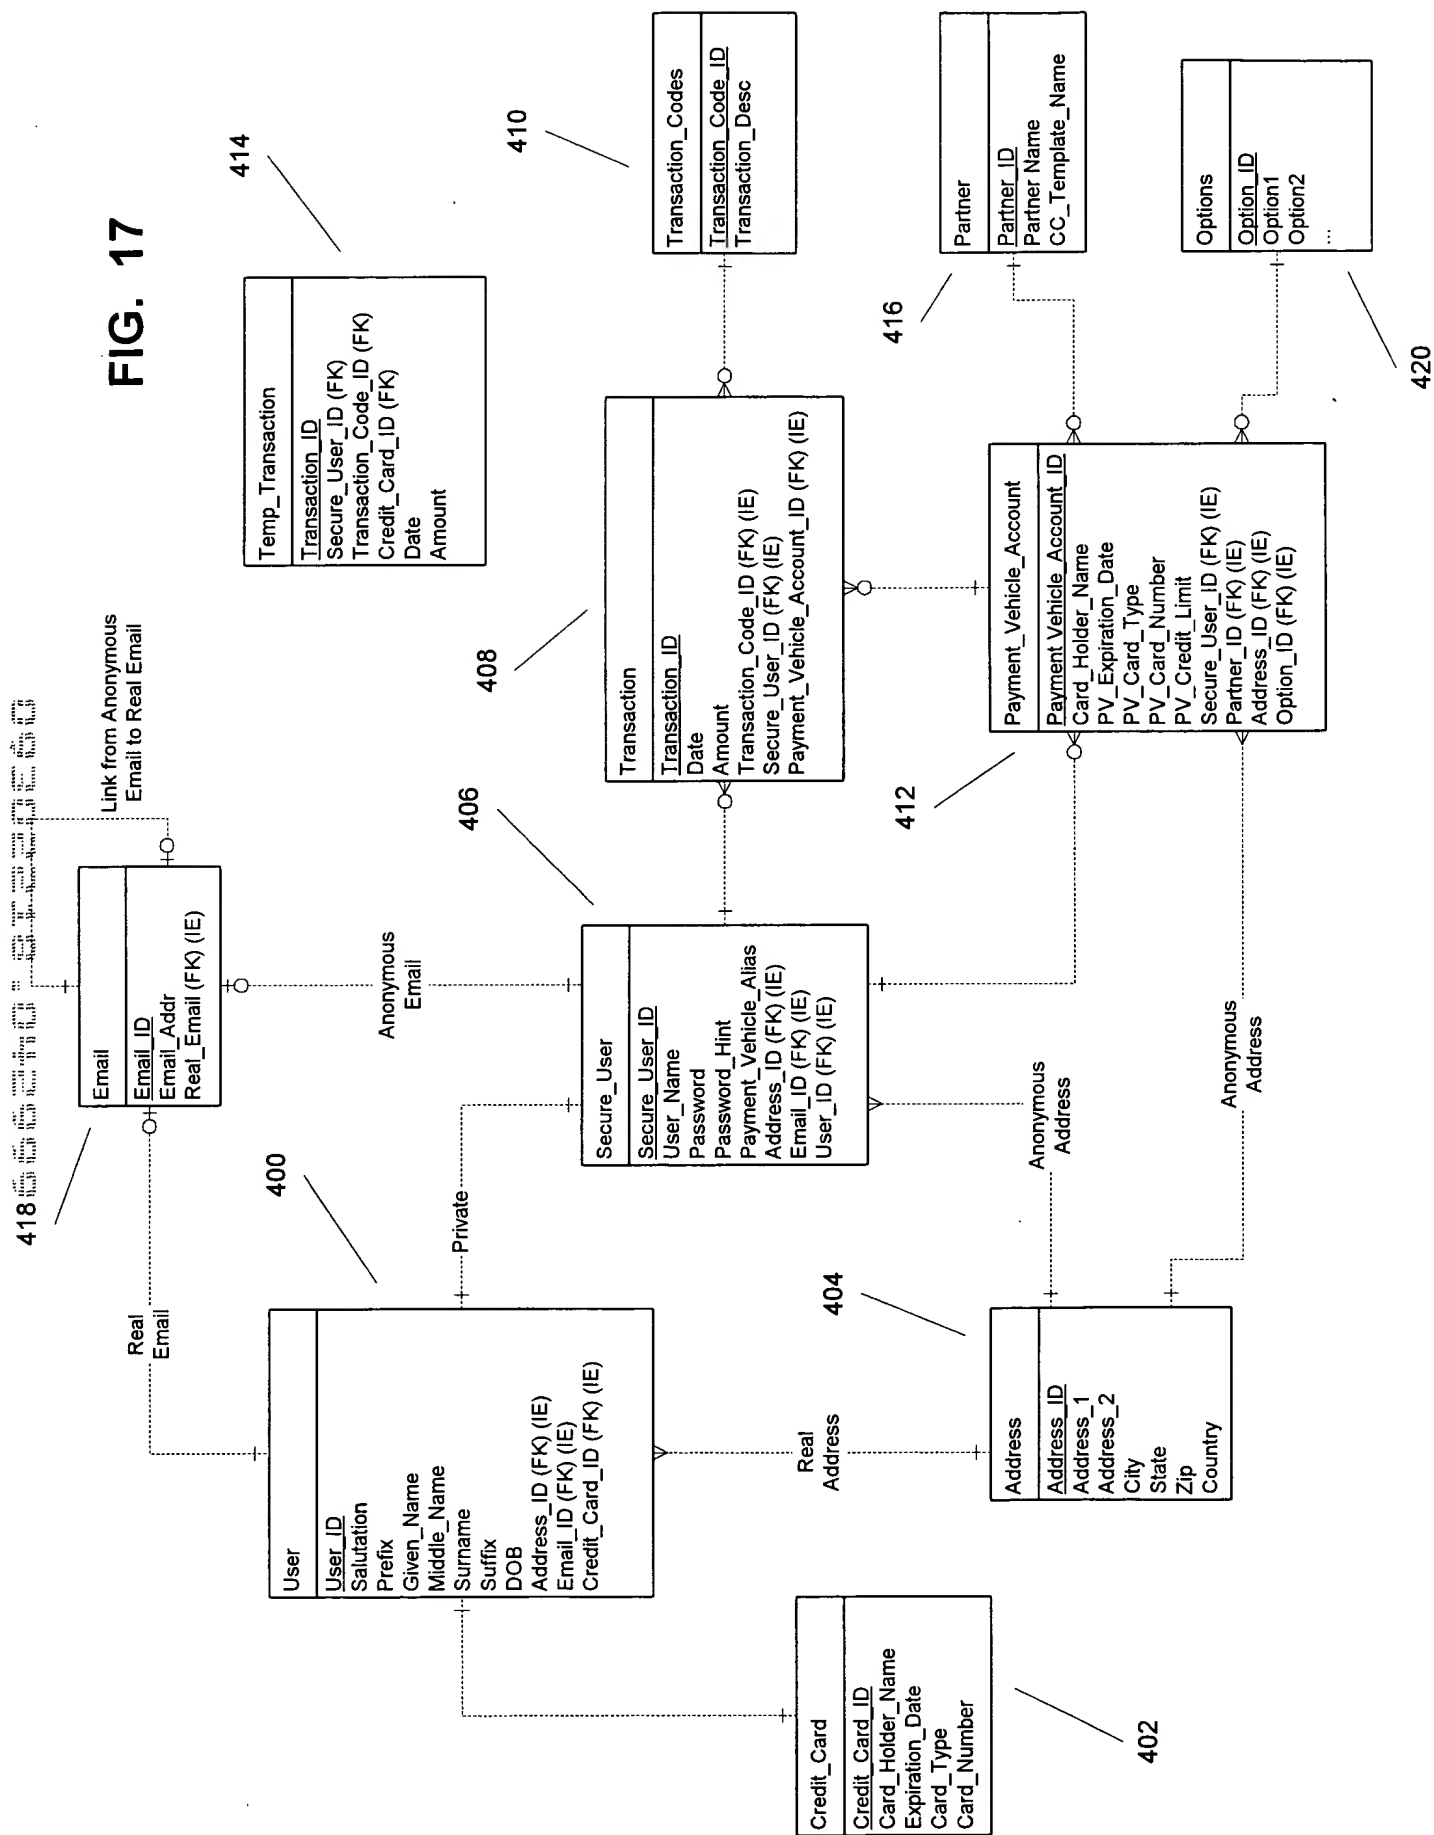 FIG. 17
418
Email
Email_ID
Email_Addr
Real_Email (FK) (IE)
Link from Anonymous
Email to Real Email
Real
Email
Anonymous
Email
414
Temp_Transaction
Transaction_ID
Secure_User_ID (FK)
Transaction_Code_ID (FK)
Credit_Card_ID (FK)
Date
Amount
400
User
User_ID
Salutation
Prefix
Given_Name
Middle_Name
Surname
Suffix
DOB
Address_ID (FK) (IE)
Email_ID (FK) (IE)
Credit_Card_ID (FK) (IE)
Private
406
Secure_User
Secure_User_ID
User_Name
Password
Password_Hint
Payment_Vehicle_Alias
Address_ID (FK) (IE)
Email_ID (FK) (IE)
User_ID (FK) (IE)
408
Transaction
Transaction_ID
Date
Amount
Transaction_Code_ID (FK) (IE)
Secure_User_ID (FK) (IE)
Payment_Vehicle_Account_ID (FK) (IE)
410
Transaction_Codes
Transaction_Code_ID
Transaction_Desc
402
Credit_Card
Credit_Card_ID
Card_Holder_Name
Expiration_Date
Card_Type
Card_Number
Real
Address
404
Address
Address_ID
Address_1
Address_2
City
State
Zip
Country
Anonymous
Address
Anonymous
Address
412
Payment_Vehicle_Account
Payment Vehicle_Account_ID
Card_Holder_Name
PV_Expiration_Date
PV_Card_Type
PV_Card_Number
PV_Credit_Limit
Secure_User_ID (FK) (IE)
Partner_ID (FK) (IE)
Address_ID (FK) (IE)
Option_ID (FK) (IE)
416
Partner
Partner_ID
Partner Name
CC_Template_Name
420
Options
Option_ID
Option1
Option2
...